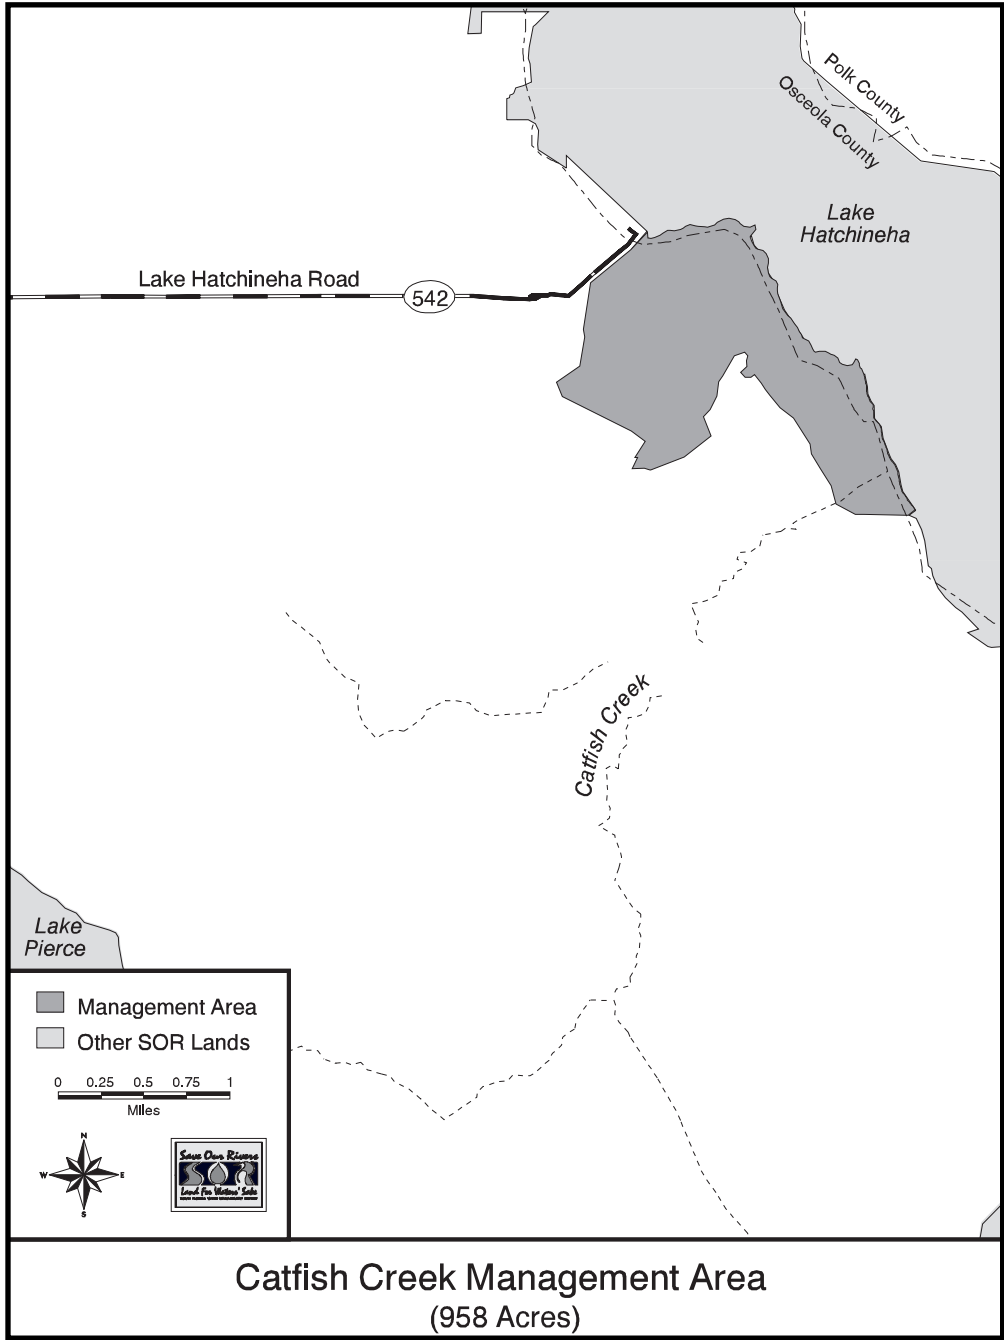 Polk County
Osceola County
Lake
Hatchineha
Lake Hatchineha Road
542
Catfish Creek
Lake
Pierce
Management Area
Other SOR Lands
0 0.25 0.5 0.75 1
MIles
N
W E
S
Save Our Rivers
Land For Waters' Sake
Catfish Creek Management Area
(958 Acres)